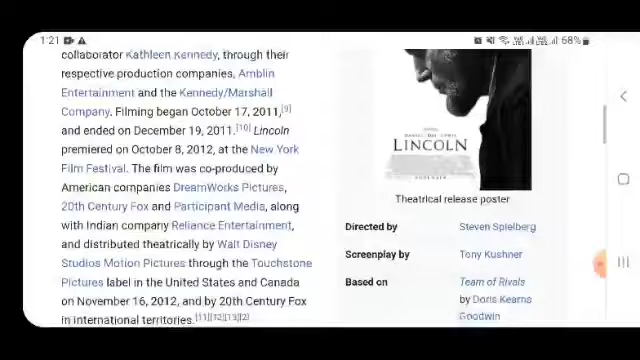 1:21
68%
collaborator Kathleen Kennedy, through their
respective production companies, Amblin
Entertainment and the Kennedy/Marshall
Company. Filming began October 17, 2011,[9]
and ended on December 19, 2011.[10] Lincoln
premiered on October 8, 2012, at the New York
Film Festival. The film was co-produced by
American companies DreamWorks Pictures,
20th Century Fox and Participant Media, along
with Indian company Reliance Entertainment,
and distributed theatrically by Walt Disney
Studios Motion Pictures through the Touchstone
Pictures label in the United States and Canada
on November 16, 2012, and by 20th Century Fox
in international territories.[11][12][13][2]
LINCOLN
Theatrical release poster
Directed by Steven Spielberg
Screenplay by Tony Kushner
Based on Team of Rivals
by Doris Kearns
Goodwin